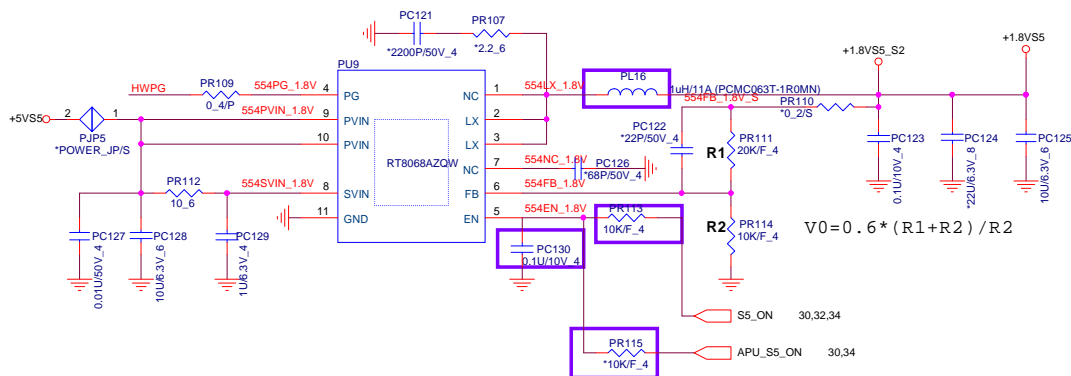 PC121
*2200P/50V_4
PR107
*2.2_6
+1.8VS5_S2
+1.8VS5
PU9
HWPG
PR109
0_4/P
554PG_1.8V
4
PG
NC
1
554LX_1.8V
PL16
1uH/11A (PCMC063T-1R0MN)
554FB_1.8V_S
PR110
*0_2/S
+5VS5
2
1
PJP5
*POWER_JP/S
554PVIN_1.8V
9
PVIN
10
PVIN
LX
2
LX
3
RT8068AZQW
PC122
*22P/50V_4
R1
PR111
20K/F_4
PC123
0.1U/10V_4
PC124
*22U/6.3V_8
PC125
10U/6.3V_6
NC
7
554NC_1.8V
PC126
*68P/50V_4
PR112
10_6
554SVIN_1.8V
8
SVIN
FB
6
554FB_1.8V
11
GND
EN
5
554EN_1.8V
PR113
10K/F_4
R2
PR114
10K/F_4
V0=0.6*(R1+R2)/R2
PC127
0.01U/50V_4
PC128
10U/6.3V_6
PC129
1U/6.3V_4
PC130
0.1U/10V_4
S5_ON
30,32,34
PR115
*10K/F_4
APU_S5_ON
30,34